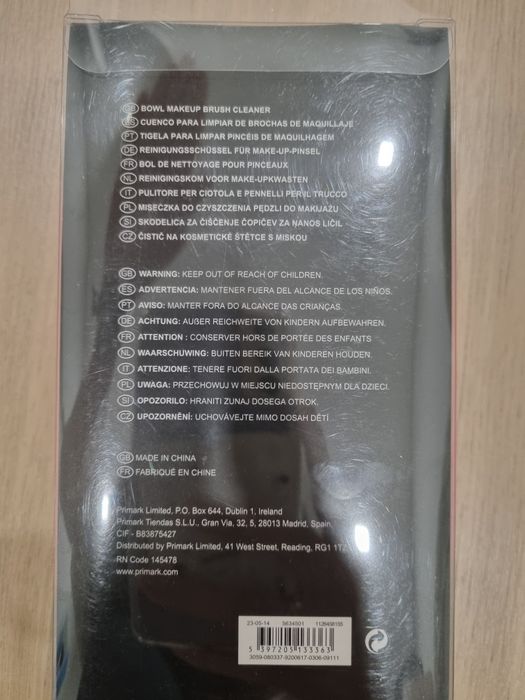 GB BOWL MAKEUP BRUSH CLEANER
ES CUENCO PARA LIMPIAR DE BROCHAS DE MAQUILLAJE
PT TIGELA PARA LIMPAR PINCÉIS DE MAQUILHAGEM
DE REINIGUNGSSCHÜSSEL FÜR MAKE-UP-PINSEL
FR BOL DE NETTOYAGE POUR PINCEAUX
NL REINIGINGSKOM VOOR MAKE-UPKWASTEN
IT PULITORE PER CIOTOLA E PENNELLI PER IL TRUCCO
PL MISECZKA DO CZYSZCZENIA PĘDZLI DO MAKIJAŻU
SI SKODELICA ZA ČIŠČENJE ČOPIČEV ZA NANOS LIČIL
CZ ČISTIČ NA KOSMETICKÉ ŠTĚTCE S MISKOU
GB WARNING: KEEP OUT OF REACH OF CHILDREN.
ES ADVERTENCIA: MANTENER FUERA DEL ALCANCE DE LOS NIÑOS.
PT AVISO: MANTER FORA DO ALCANCE DAS CRIANÇAS.
DE ACHTUNG: AUßER REICHWEITE VON KINDERN AUFBEWAHREN.
FR ATTENTION : CONSERVER HORS DE PORTÉE DES ENFANTS
NL WAARSCHUWING: BUITEN BEREIK VAN KINDEREN HOUDEN.
IT ATTENZIONE: TENERE FUORI DALLA PORTATA DEI BAMBINI.
PL UWAGA: PRZECHOWUJ W MIEJSCU NIEDOSTĘPNYM DLA DZIECI.
SI OPOZORILO: HRANITI ZUNAJ DOSEGA OTROK.
CZ UPOZORNĚNÍ: UCHOVÁVEJTE MIMO DOSAH DĚTÍ
GB MADE IN CHINA
FR FABRIQUÉ EN CHINE
Primark Limited, P.O. Box 644, Dublin 1, Ireland
Primark Tiendas S.L.U., Gran Via, 32, 5, 28013 Madrid, Spain,
CIF - B83875427
Distributed by Primark Limited, 41 West Street, Reading, RG1 1TZ
RN Code 145478
www.primark.com
23-05-14 5634501
5 397205 133363
3059-080337-9200617-0306-09111